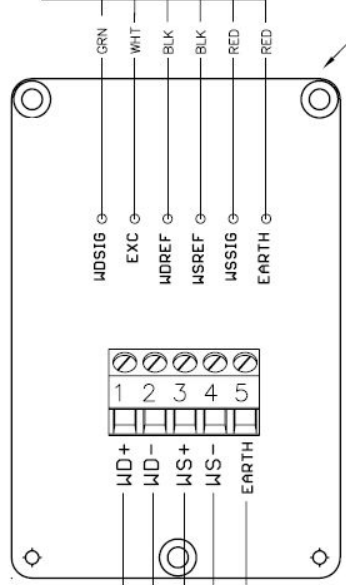 GRN WHT BLK BLK RED RED
WDSIG EXC WDREF WSREF WSSIG EARTH
1 2 3 4 5
WD+ WD- WS+ WS- EARTH